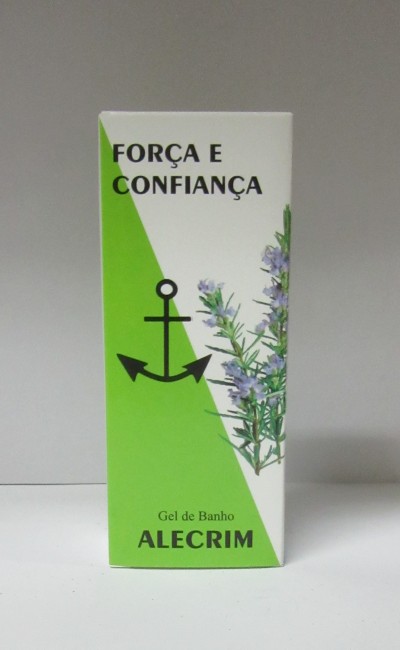 FORÇA E
CONFIANÇA
Gel de Banho
ALECRIM